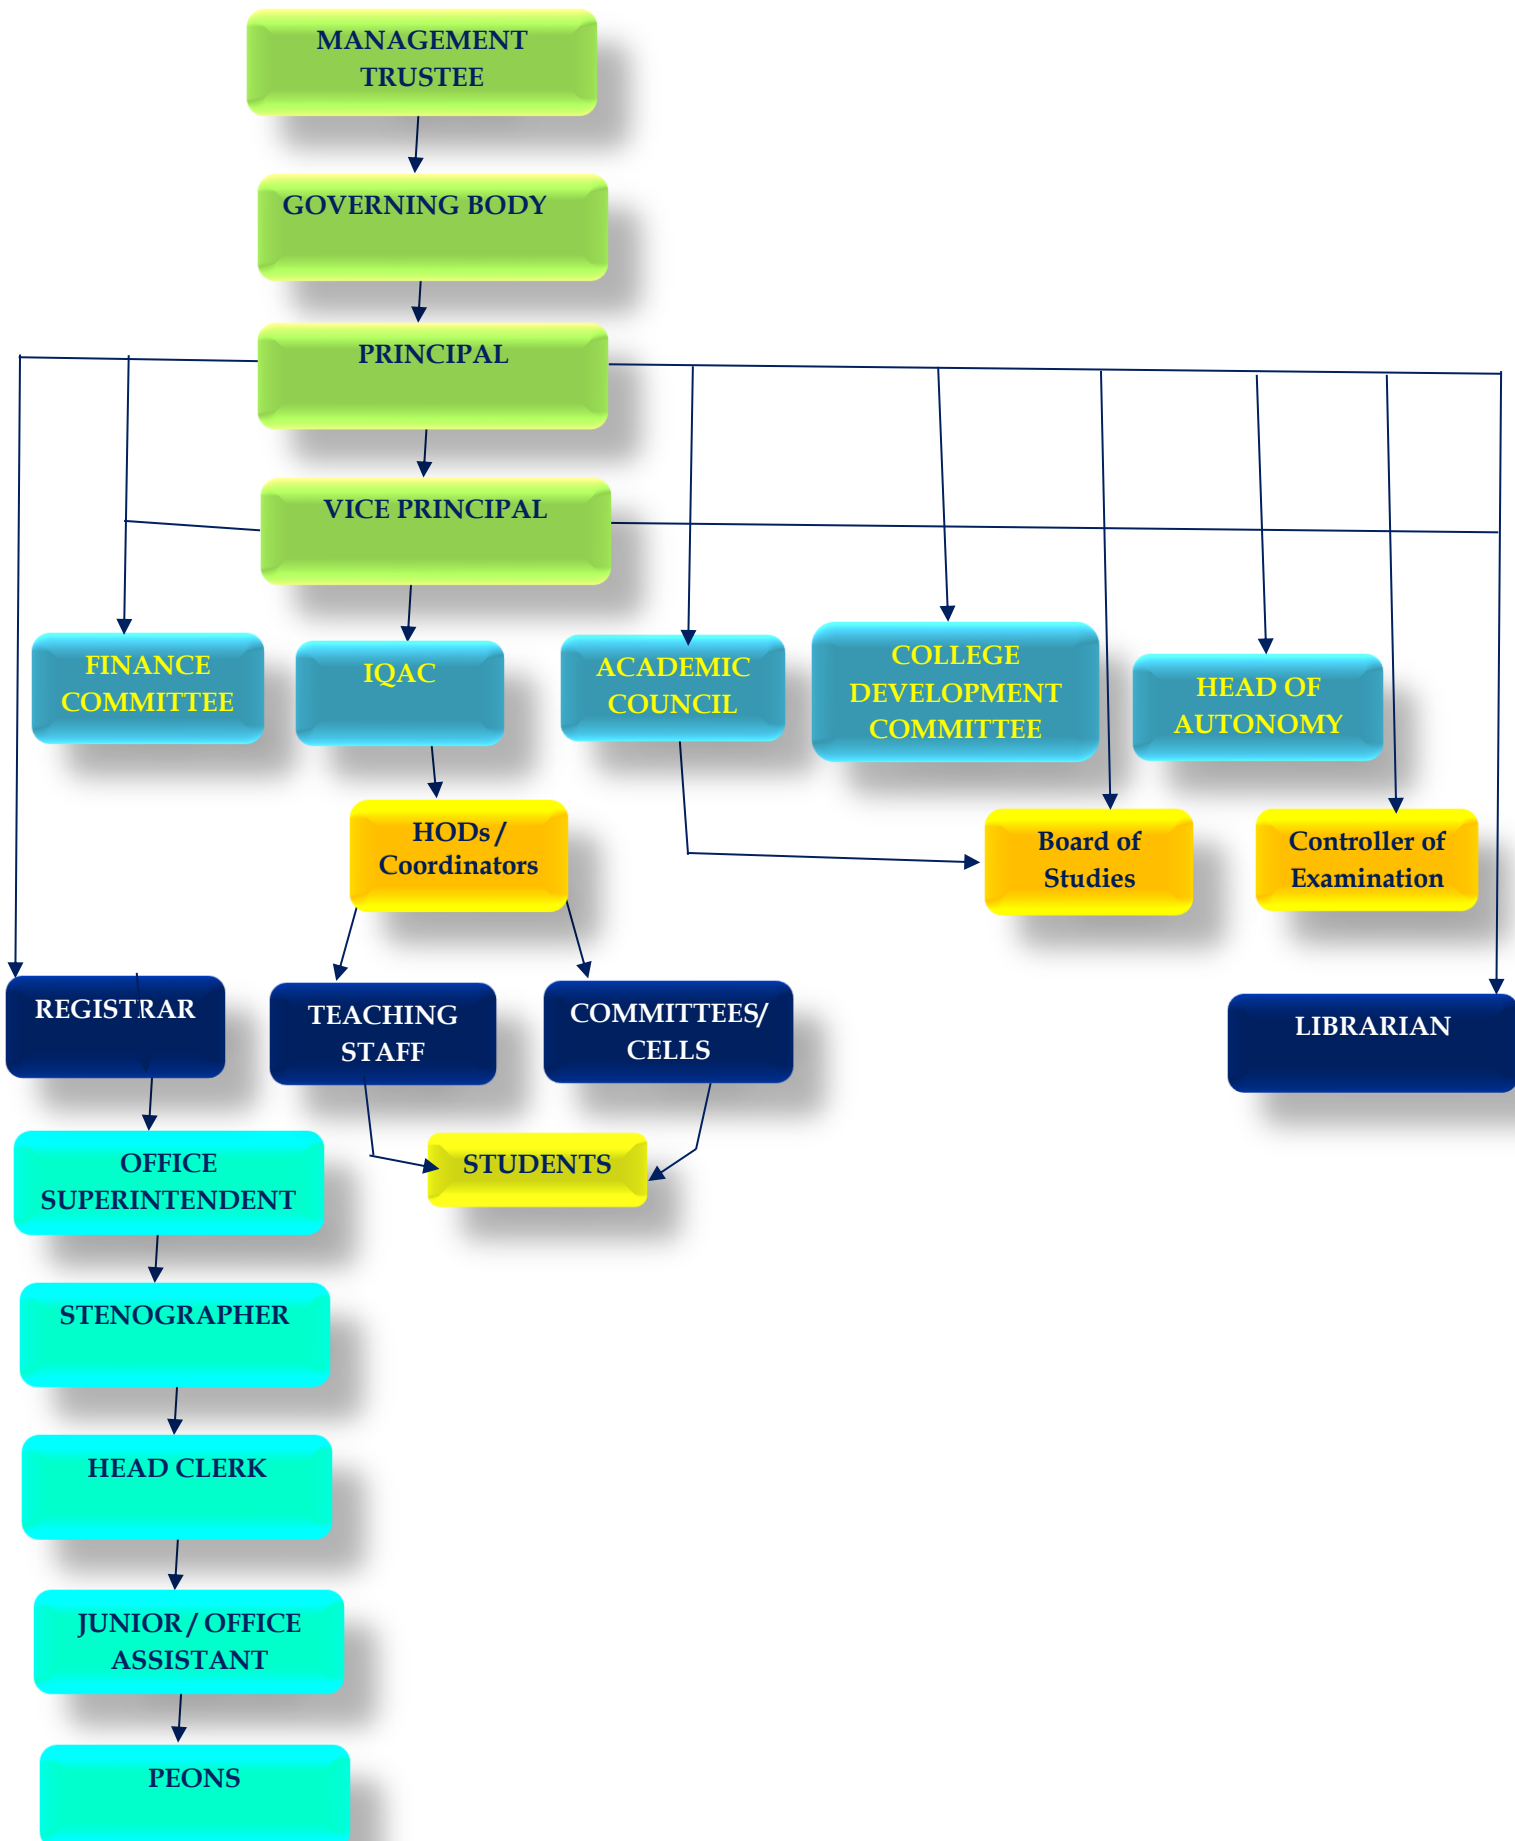 MANAGEMENT
TRUSTEE
GOVERNING BODY
PRINCIPAL
VICE PRINCIPAL
FINANCE
COMMITTEE
IQAC
ACADEMIC
COUNCIL
COLLEGE
DEVELOPMENT
COMMITTEE
HEAD OF
AUTONOMY
HODs /
Coordinators
Board of
Studies
Controller of
Examination
REGISTRAR
TEACHING
STAFF
COMMITTEES/
CELLS
LIBRARIAN
OFFICE
SUPERINTENDENT
STUDENTS
STENOGRAPHER
HEAD CLERK
JUNIOR / OFFICE
ASSISTANT
PEONS